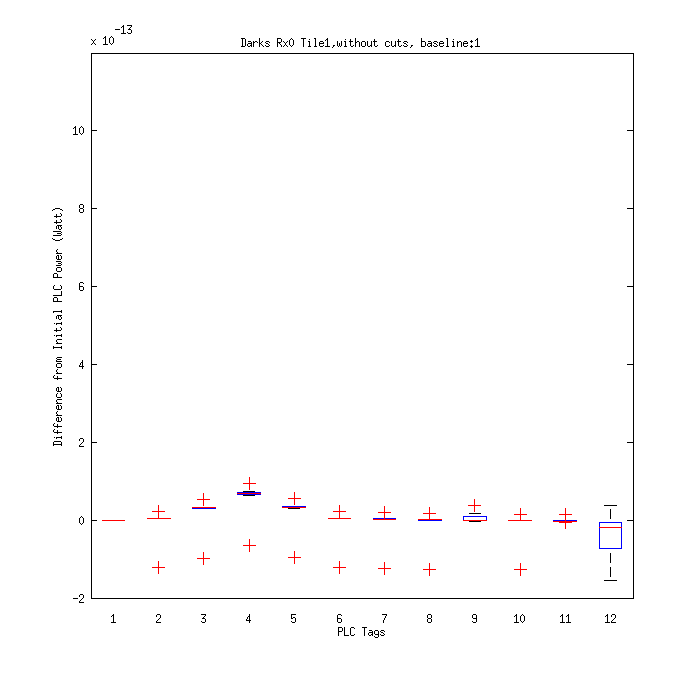 x 10^-13
Darks Rx0 Tile1,without cuts, baseline:1
Difference from Initial PLC Power (Watt)
10
8
6
4
2
0
-2
1 2 3 4 5 6 7 8 9 10 11 12
PLC Tags